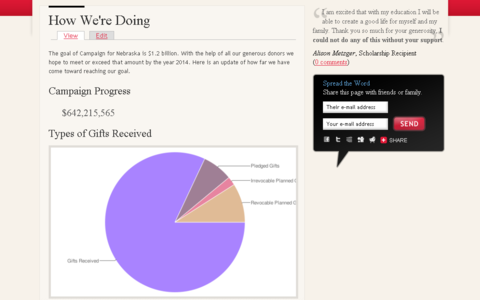 How We're Doing
View
Edit
The goal of Campaign for Nebraska is $1.2 billion. With the help of all our generous donors we
hope to meet or exceed that amount by the year 2014. Here is an update of how far we have
come toward reaching our goal.
Campaign Progress
$642,215,565
Types of Gifts Received
Pledged Gifts
Irrevocable Planned G
Revocable Planned G
Gifts Received
I am excited that with my education I will be
able to create a good life for myself and my
family. Thank you so much for your generosity. I
could not do any of this without your support.
Alison Metzger, Scholarship Recipient
(0 comments)
Spread the Word
Share this page with friends or family.
Their e-mail address
Your e-mail address
SEND
SHARE